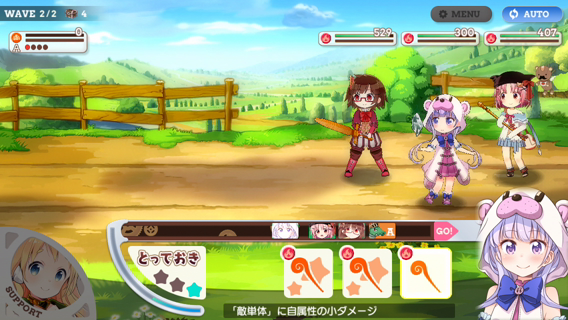 WAVE 2/2 4
MENU
AUTO
0
A
529
300
407
GO!
A
とっておき
SUPPORT
「敵単体」に自属性の小ダメージ